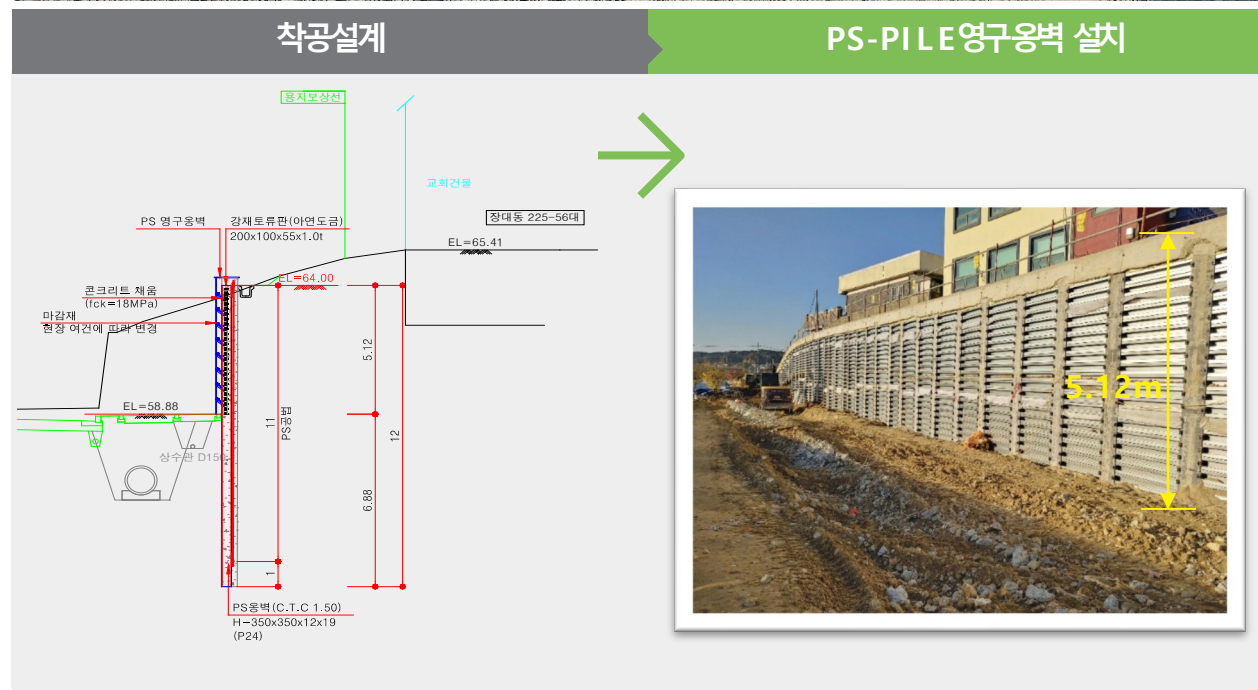 착공설계
PS-PILE영구옹벽 설치
용지보상선
교회건물
장대동 225-56대
PS 영구옹벽
강재토류판(아연도금)
200x100x55x1.0t
EL=65.41
EL=64.00
콘크리트 채움
(fck=18MPa)
마감재
현장 여건에 따라 변경
5.12
EL=58.88
11
PS공법
12
상수관 D150
6.88
1
PS옹벽(C.T.C 1.50)
H-350x350x12x19
(P24)
5.12m